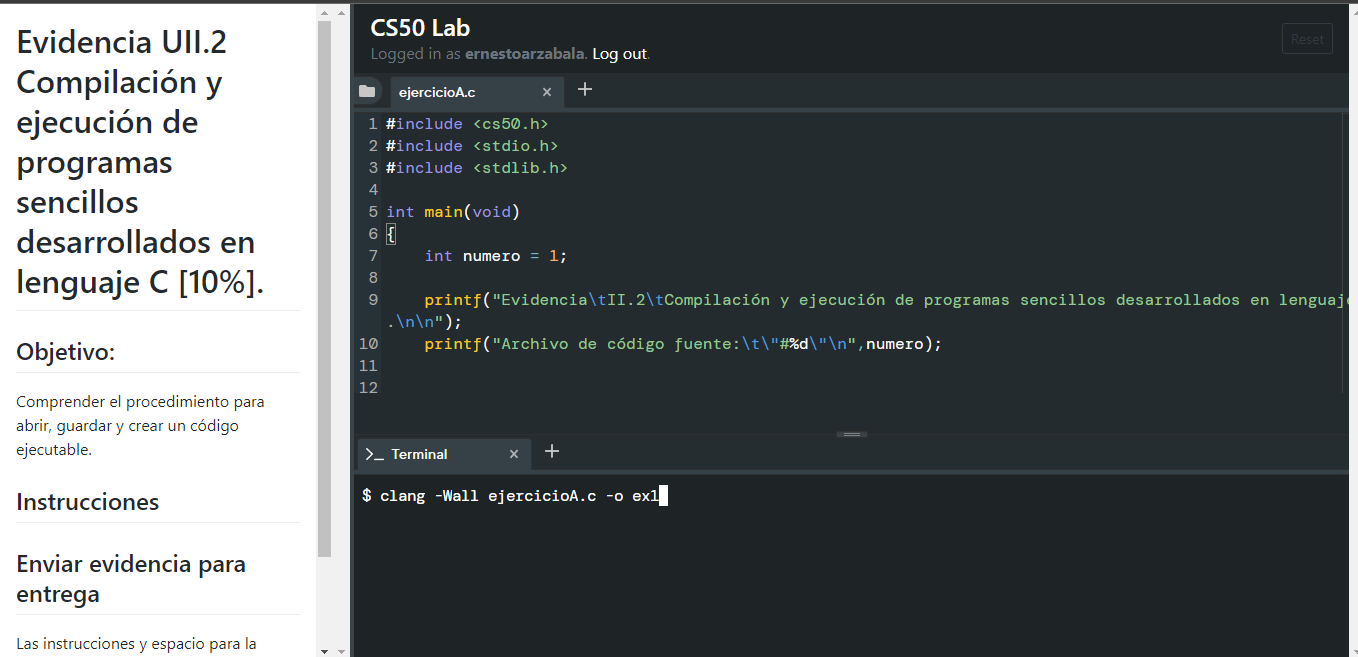 Evidencia UII.2
Compilación y
ejecución de
programas
sencillos
desarrollados en
lenguaje C [10%].
Objetivo:
Comprender el procedimiento para
abrir, guardar y crear un código
ejecutable.
Instrucciones
Enviar evidencia para
entrega
Las instrucciones y espacio para la
CS50 Lab
Logged in as ernestoarzabala. Log out.
Reset
ejercicioA.c × +
1 #include <cs50.h>
2 #include <stdio.h>
3 #include <stdlib.h>
4
5 int main(void)
6 {
7     int numero = 1;
8
9     printf("Evidencia\tII.2\tCompilación y ejecución de programas sencillos desarrollados en lenguaje
.\n\n");
10     printf("Archivo de código fuente:\t\"#%d\"\n",numero);
11
12
>_ Terminal × +
$ clang -Wall ejercicioA.c -o ex1